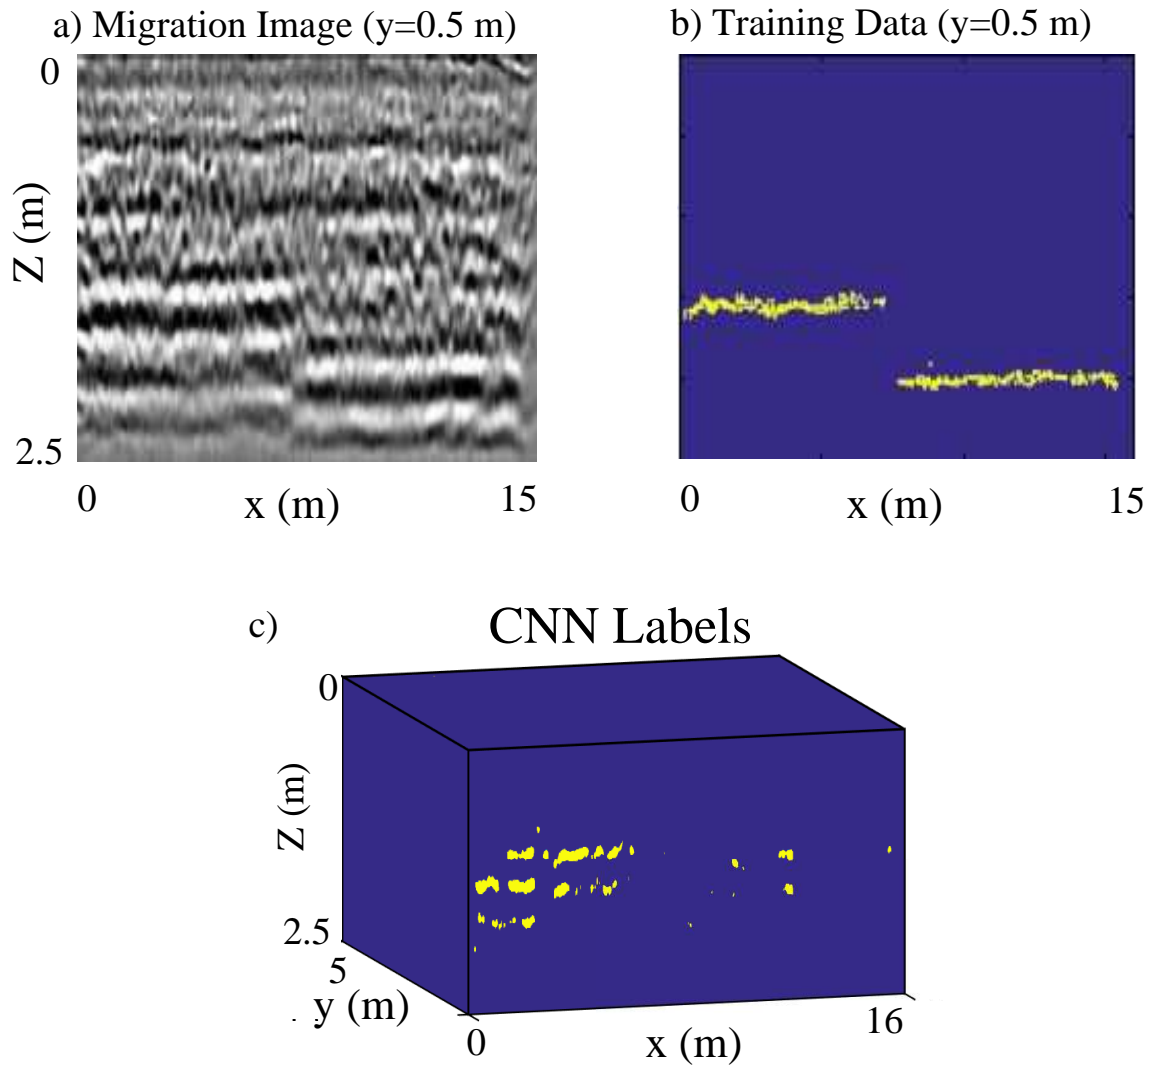 a) Migration Image (y=0.5 m)
b) Training Data (y=0.5 m)
0
Z (m)
2.5
0
x (m)
15
0
x (m)
15
c)
CNN Labels
0
Z (m)
2.5
5
y (m)
0
x (m)
16